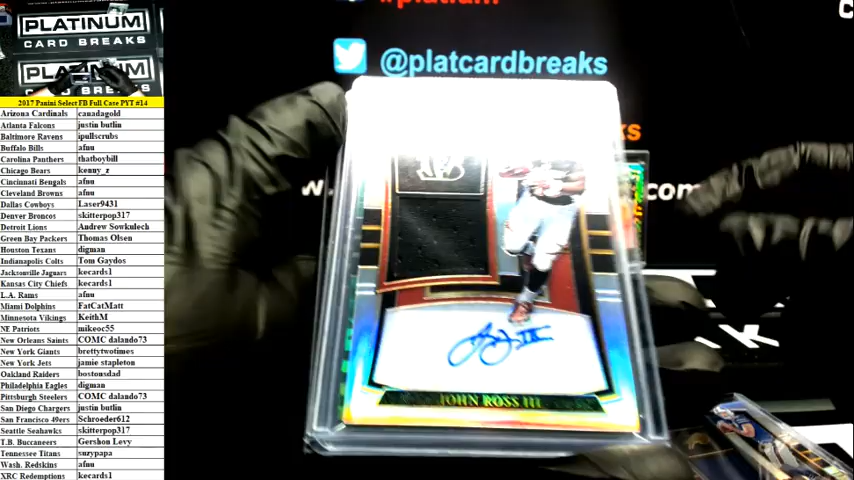 PLATINUM
CARD BREAKS
PLATINUM
CARD BREAKS
2017 Panini Select FB Full Case PYT #14
Arizona Cardinals canadagold
Atlanta Falcons justin butlin
Baltimore Ravens ipullscrubs
Buffalo Bills afnu
Carolina Panthers thatboybill
Chicago Bears kenny_z
Cincinnati Bengals afnu
Cleveland Browns afnu
Dallas Cowboys Laser9431
Denver Broncos skitterpop317
Detroit Lions Andrew Sowkulech
Green Bay Packers Thomas Olsen
Houston Texans digman
Indianapolis Colts Tom Gaydos
Jacksonville Jaguars kecards1
Kansas City Chiefs kecards1
L.A. Rams afnu
Miami Dolphins FatCatMatt
Minnesota Vikings KeithM
NE Patriots mikeoc55
New Orleans Saints COMC dalando73
New York Giants brettytwotimes
New York Jets jamie stapleton
Oakland Raiders bostonsdad
Philadelphia Eagles digman
Pittsburgh Steelers COMC dalando73
San Diego Chargers justin butlin
San Francisco 49ers Schroeder612
Seattle Seahawks skitterpop317
T.B. Buccaneers Gershon Levy
Tennessee Titans suzypapa
Wash. Redskins afnu
XRC Redemptions kecards1
@platcardbreaks
JOHN ROSS III